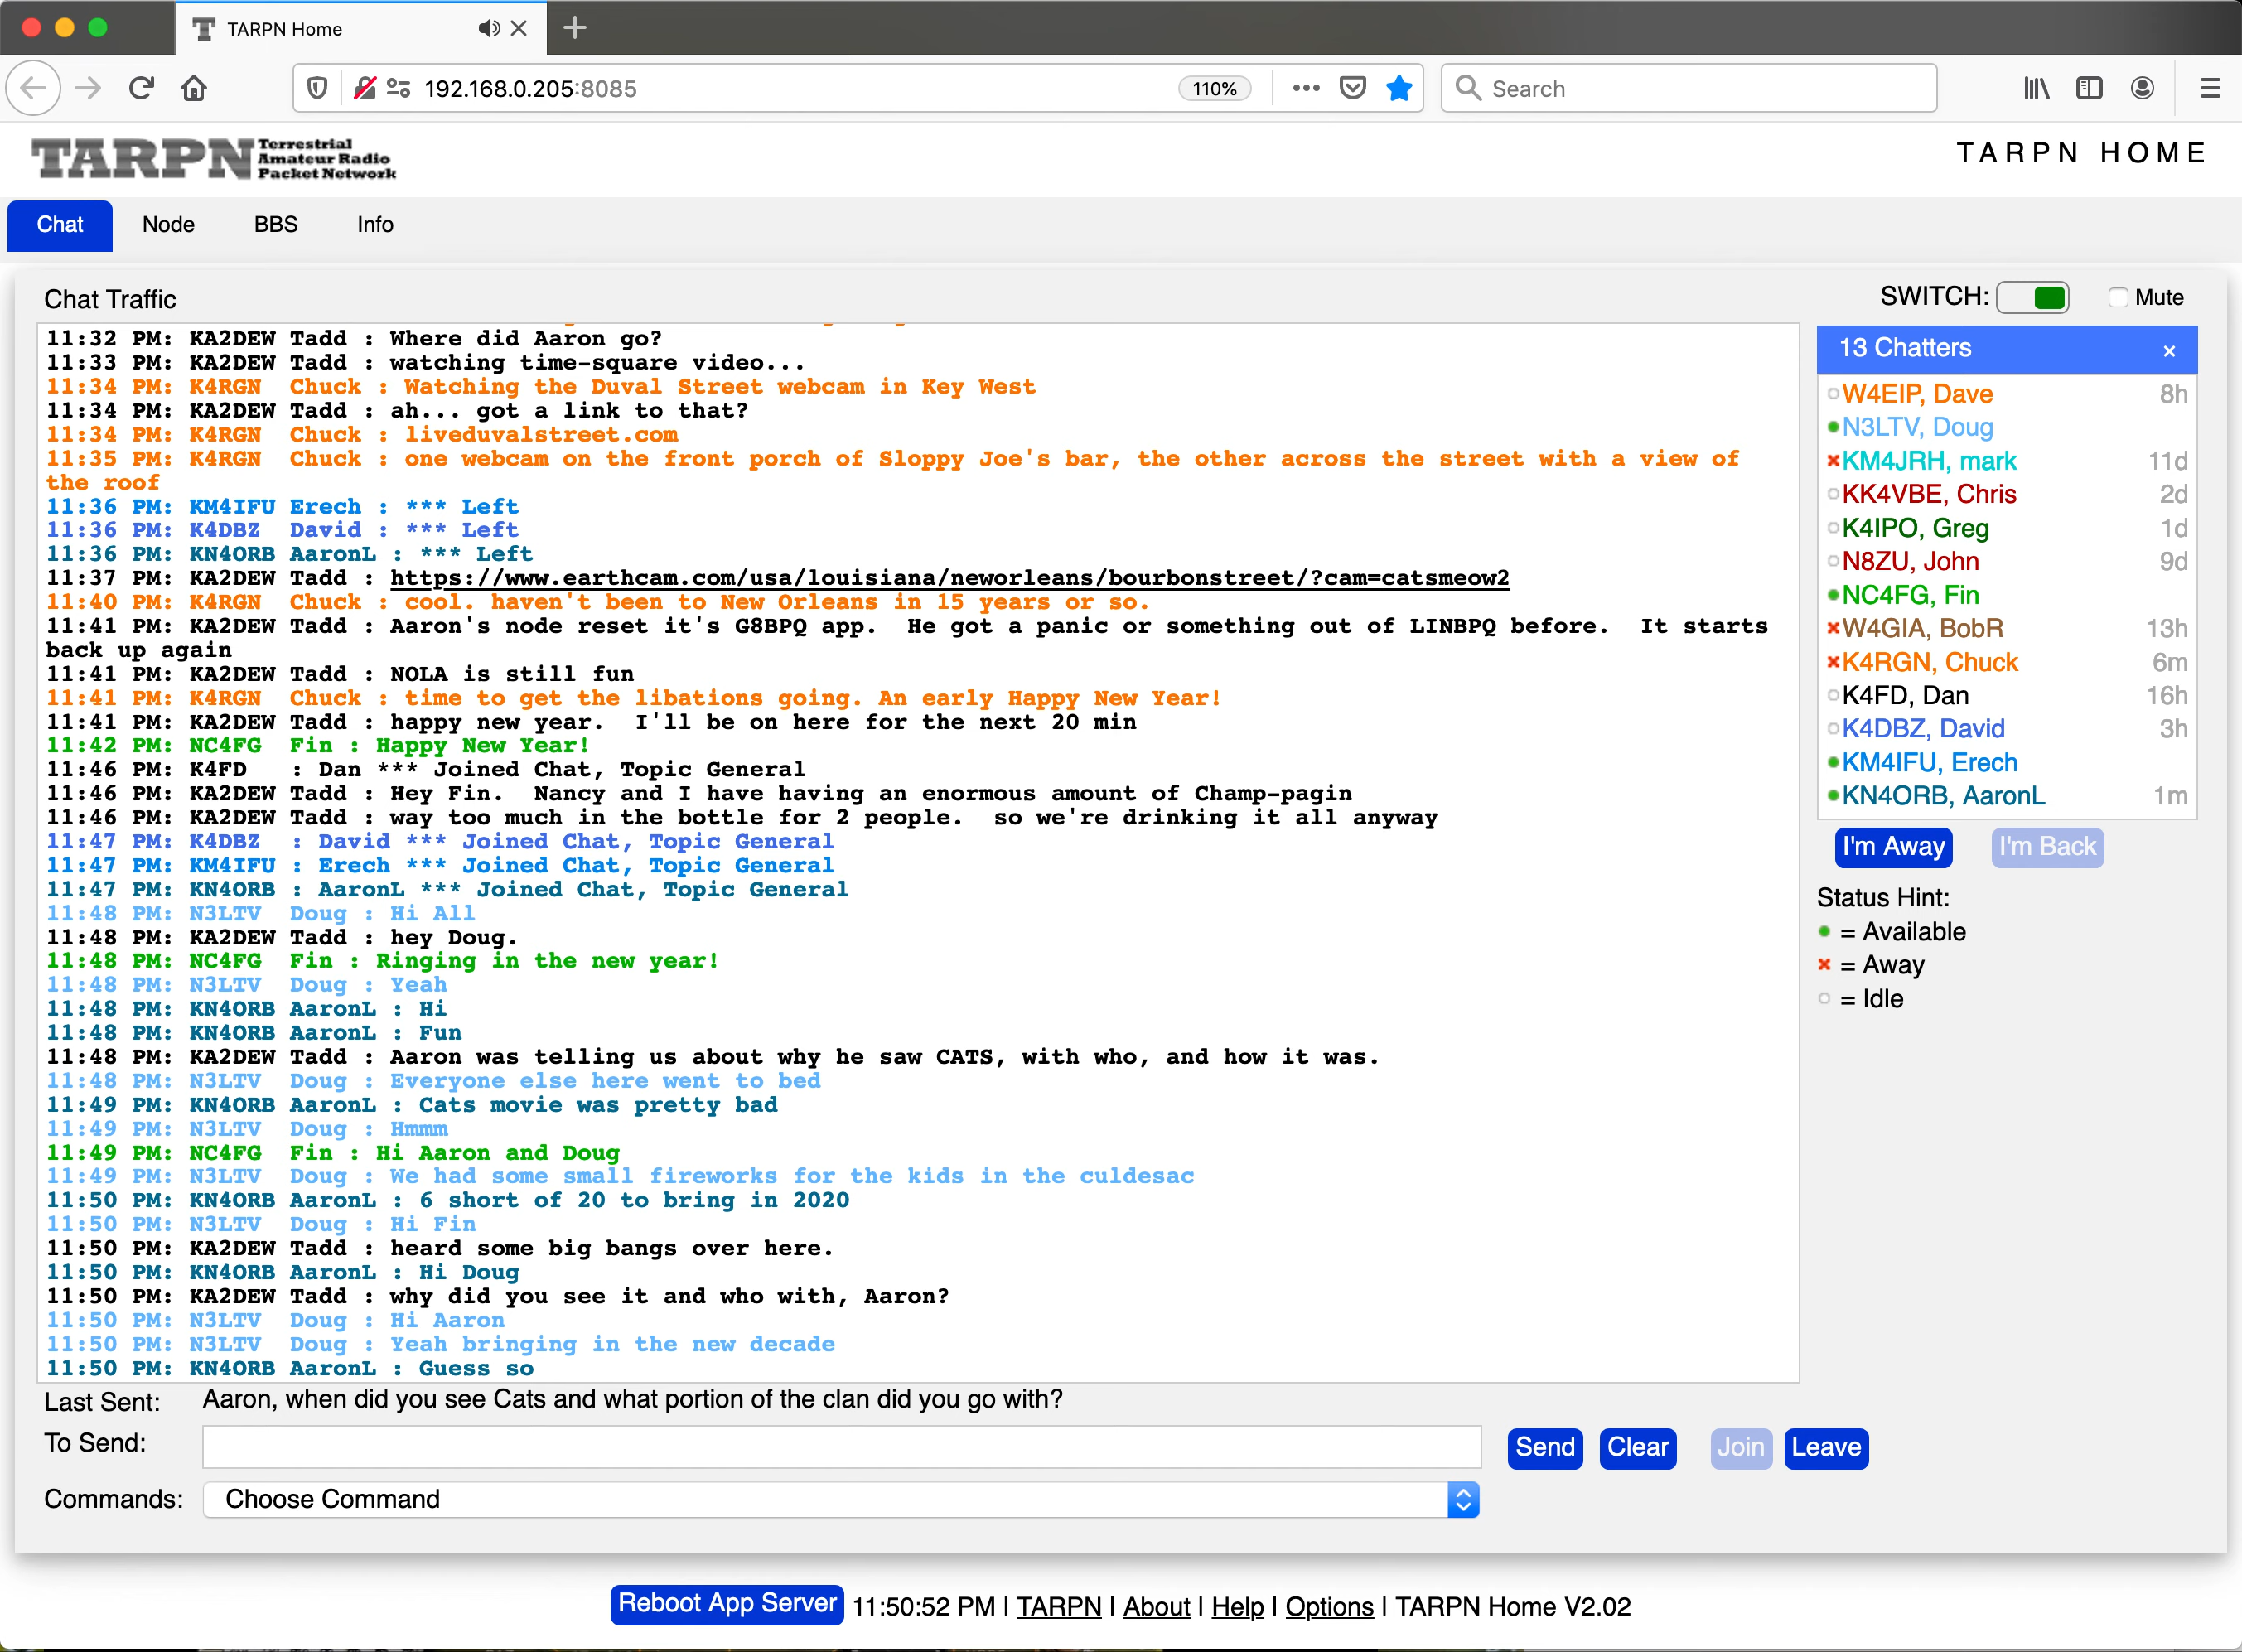 TARPN Home
192.168.0.205:8085
110%
Search
TARPN Terrestrial
Amateur Radio
Packet Network
TARPN HOME
Chat Node BBS Info
Chat Traffic
SWITCH: Mute
11:32 PM: KA2DEW Tadd : Where did Aaron go?
11:33 PM: KA2DEW Tadd : watching time-square video...
11:34 PM: K4RGN  Chuck : Watching the Duval Street webcam in Key West
11:34 PM: KA2DEW Tadd : ah... got a link to that?
11:34 PM: K4RGN  Chuck : liveduvalstreet.com
11:35 PM: K4RGN  Chuck : one webcam on the front porch of Sloppy Joe's bar, the other across the street with a view of
the roof
11:36 PM: KM4IFU Erech : *** Left
11:36 PM: K4DBZ  David : *** Left
11:36 PM: KN4ORB AaronL : *** Left
11:37 PM: KA2DEW Tadd : https://www.earthcam.com/usa/louisiana/neworleans/bourbonstreet/?cam=catsmeow2
11:40 PM: K4RGN  Chuck : cool. haven't been to New Orleans in 15 years or so.
11:41 PM: KA2DEW Tadd : Aaron's node reset it's G8BPQ app.  He got a panic or something out of LINBPQ before.  It starts
back up again
11:41 PM: KA2DEW Tadd : NOLA is still fun
11:41 PM: K4RGN  Chuck : time to get the libations going. An early Happy New Year!
11:41 PM: KA2DEW Tadd : happy new year.  I'll be on here for the next 20 min
11:42 PM: NC4FG  Fin : Happy New Year!
11:46 PM: K4FD   : Dan *** Joined Chat, Topic General
11:46 PM: KA2DEW Tadd : Hey Fin.  Nancy and I have having an enormous amount of Champ-pagin
11:46 PM: KA2DEW Tadd : way too much in the bottle for 2 people.  so we're drinking it all anyway
11:47 PM: K4DBZ  : David *** Joined Chat, Topic General
11:47 PM: KM4IFU : Erech *** Joined Chat, Topic General
11:47 PM: KN4ORB : AaronL *** Joined Chat, Topic General
11:48 PM: N3LTV  Doug : Hi All
11:48 PM: KA2DEW Tadd : hey Doug.
11:48 PM: NC4FG  Fin : Ringing in the new year!
11:48 PM: N3LTV  Doug : Yeah
11:48 PM: KN4ORB AaronL : Hi
11:48 PM: KN4ORB AaronL : Fun
11:48 PM: KA2DEW Tadd : Aaron was telling us about why he saw CATS, with who, and how it was.
11:48 PM: N3LTV  Doug : Everyone else here went to bed
11:49 PM: KN4ORB AaronL : Cats movie was pretty bad
11:49 PM: N3LTV  Doug : Hmmm
11:49 PM: NC4FG  Fin : Hi Aaron and Doug
11:49 PM: N3LTV  Doug : We had some small fireworks for the kids in the culdesac
11:50 PM: KN4ORB AaronL : 6 short of 20 to bring in 2020
11:50 PM: N3LTV  Doug : Hi Fin
11:50 PM: KA2DEW Tadd : heard some big bangs over here.
11:50 PM: KN4ORB AaronL : Hi Doug
11:50 PM: KA2DEW Tadd : why did you see it and who with, Aaron?
11:50 PM: N3LTV  Doug : Hi Aaron
11:50 PM: N3LTV  Doug : Yeah bringing in the new decade
11:50 PM: KN4ORB AaronL : Guess so
13 Chatters ×
W4EIP, Dave 8h
N3LTV, Doug
KM4JRH, mark 11d
KK4VBE, Chris 2d
K4IPO, Greg 1d
N8ZU, John 9d
NC4FG, Fin
W4GIA, BobR 13h
K4RGN, Chuck 6m
K4FD, Dan 16h
K4DBZ, David 3h
KM4IFU, Erech
KN4ORB, AaronL 1m
I'm Away I'm Back
Status Hint:
= Available
= Away
= Idle
Last Sent: Aaron, when did you see Cats and what portion of the clan did you go with?
To Send: Send Clear Join Leave
Commands: Choose Command
Reboot App Server 11:50:52 PM | TARPN | About | Help | Options | TARPN Home V2.02